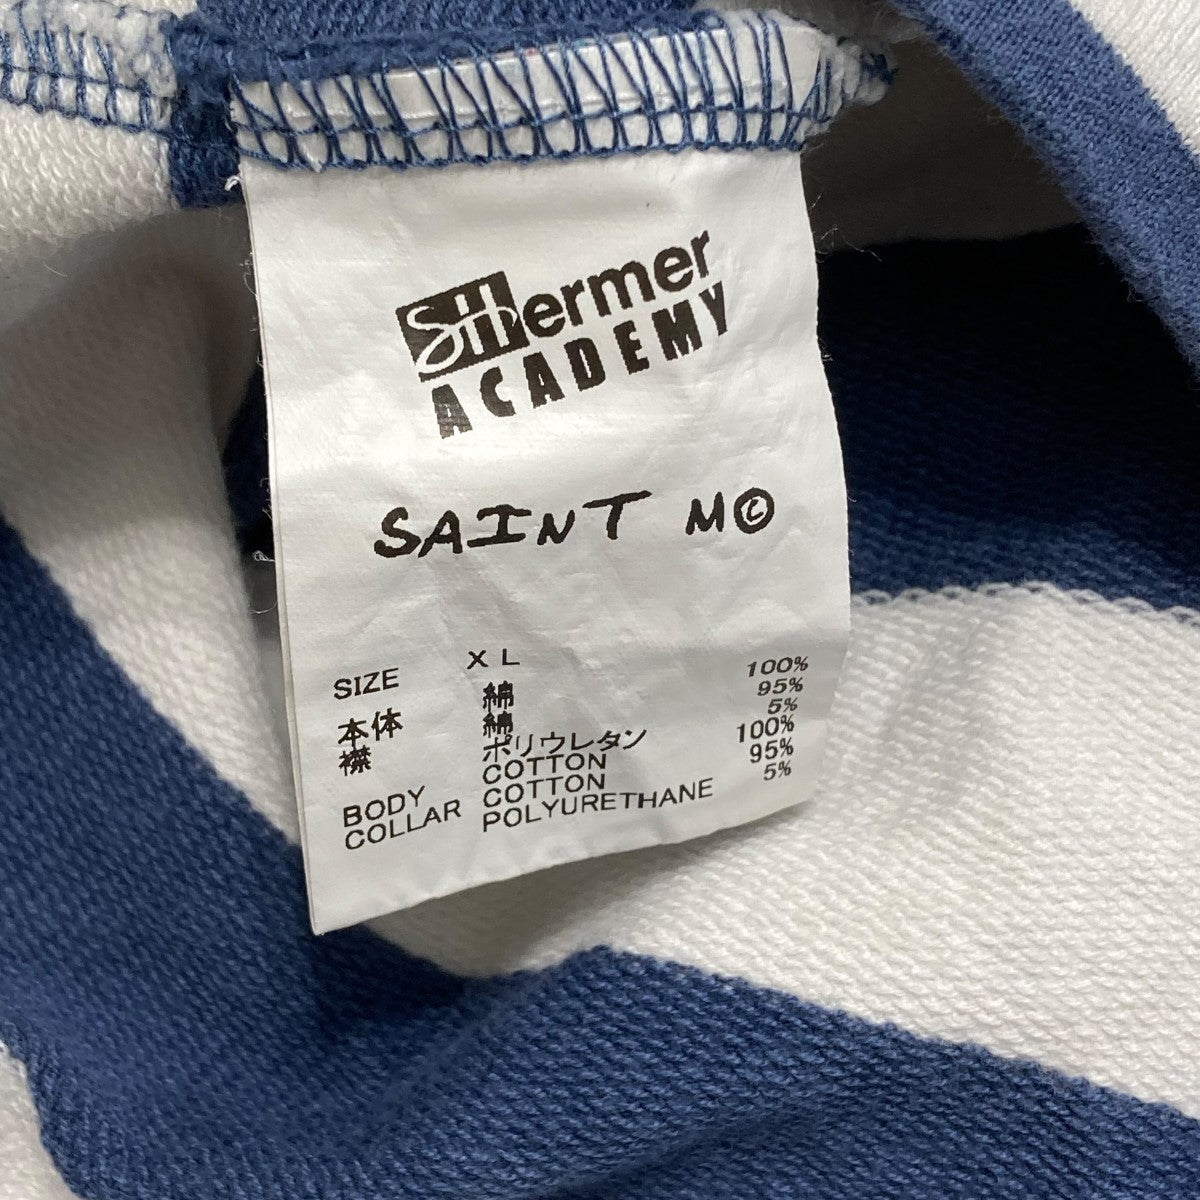 SHermer
ACADEMY
SAINT M©
SIZE XL
本体 綿 100%
襟 綿 95%
ポリウレタン 5%
BODY COTTON 100%
COLLAR COTTON 95%
POLYURETHANE 5%